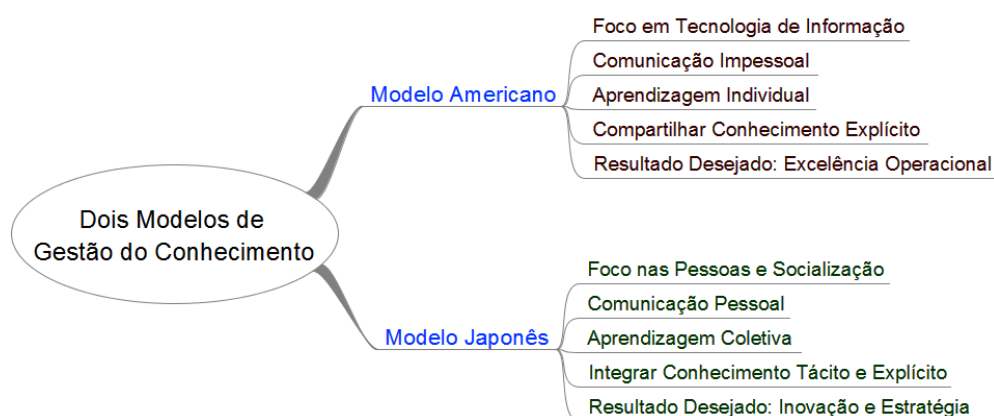 Dois Modelos de
Gestão do Conhecimento
Modelo Americano
Foco em Tecnologia de Informação
Comunicação Impessoal
Aprendizagem Individual
Compartilhar Conhecimento Explícito
Resultado Desejado: Excelência Operacional
Modelo Japonês
Foco nas Pessoas e Socialização
Comunicação Pessoal
Aprendizagem Coletiva
Integrar Conhecimento Tácito e Explícito
Resultado Desejado: Inovação e Estratégia